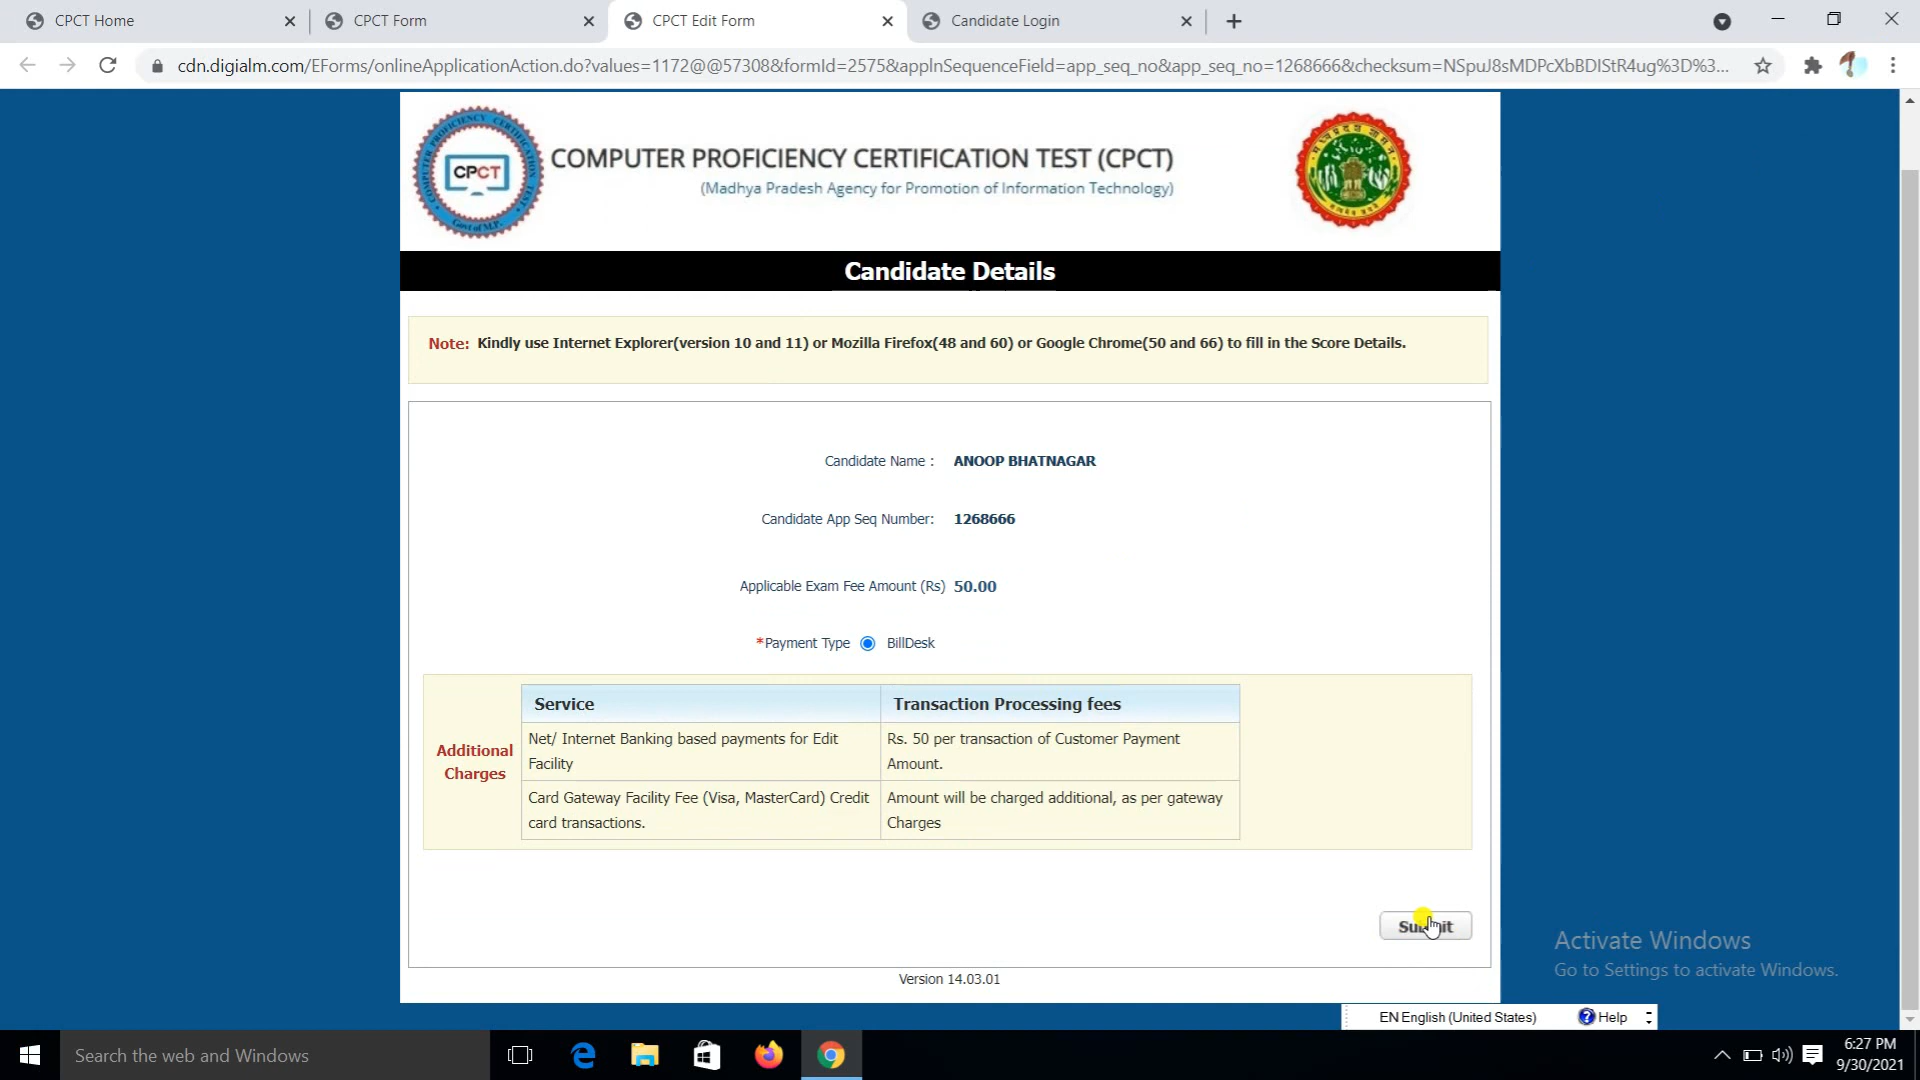 CPCT Home
CPCT Form
CPCT Edit Form
Candidate Login
cdn.digialm.com/EForms/onlineApplicationAction.do?values=1172@@57308&formId=2575&applnSequenceField=app_seq_no&app_seq_no=1268666&checksum=NSpuJ8sMDPcXbBDIStR4ug%3D%3...
COMPUTER PROFICIENCY CERTIFICATION TEST
CPCT
Govt of M.P.
COMPUTER PROFICIENCY CERTIFICATION TEST (CPCT)
(Madhya Pradesh Agency for Promotion of Information Technology)
Candidate Details
Note: Kindly use Internet Explorer(version 10 and 11) or Mozilla Firefox(48 and 60) or Google Chrome(50 and 66) to fill in the Score Details.
Candidate Name : ANOOP BHATNAGAR
Candidate App Seq Number: 1268666
Applicable Exam Fee Amount (Rs) 50.00
*Payment Type BillDesk
Additional Charges
Service Transaction Processing fees
Net/ Internet Banking based payments for Edit Facility
Rs. 50 per transaction of Customer Payment Amount.
Card Gateway Facility Fee (Visa, MasterCard) Credit card transactions.
Amount will be charged additional, as per gateway Charges
Submit
Version 14.03.01
Activate Windows
Go to Settings to activate Windows.
EN English (United States) Help
Search the web and Windows
6:27 PM
9/30/2021